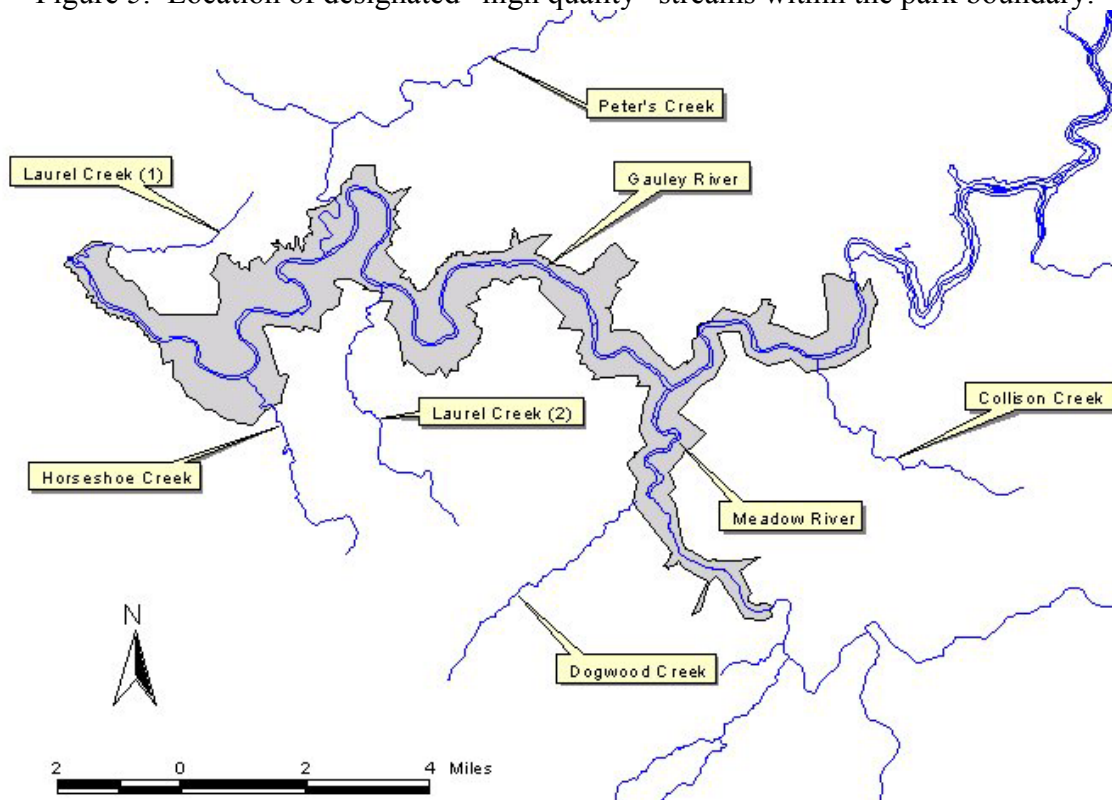 Figure 3. Location of designated "high quality" streams within the park boundary.
Peter's Creek
Laurel Creek (1)
Gauley River
Laurel Creek (2)
Collison Creek
Horseshoe Creek
Meadow River
Dogwood Creek
N
2 0 2 4 Miles